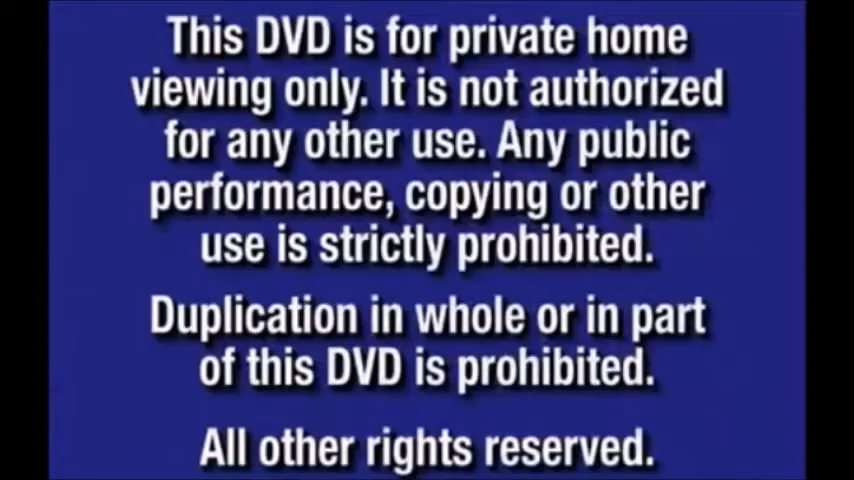 This DVD is for private home
viewing only. It is not authorized
for any other use. Any public
performance, copying or other
use is strictly prohibited.
Duplication in whole or in part
of this DVD is prohibited.
All other rights reserved.